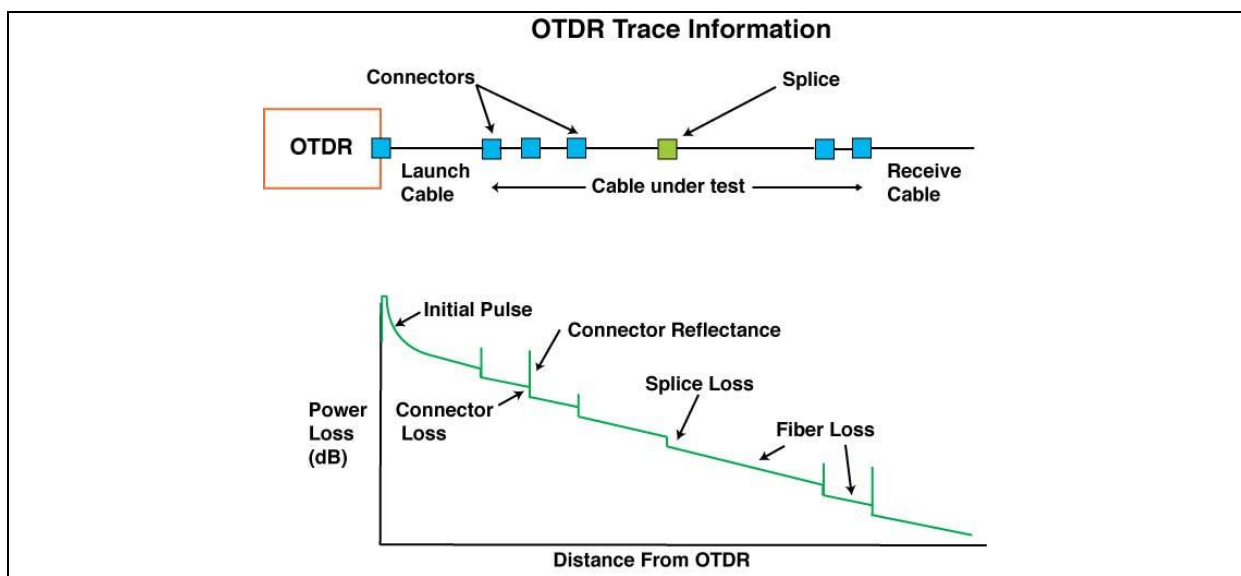 OTDR Trace Information
Connectors
Splice
OTDR
Launch
Cable
Cable under test
Receive
Cable
Initial Pulse
Connector Reflectance
Splice Loss
Power
Loss
(dB)
Connector
Loss
Fiber Loss
Distance From OTDR